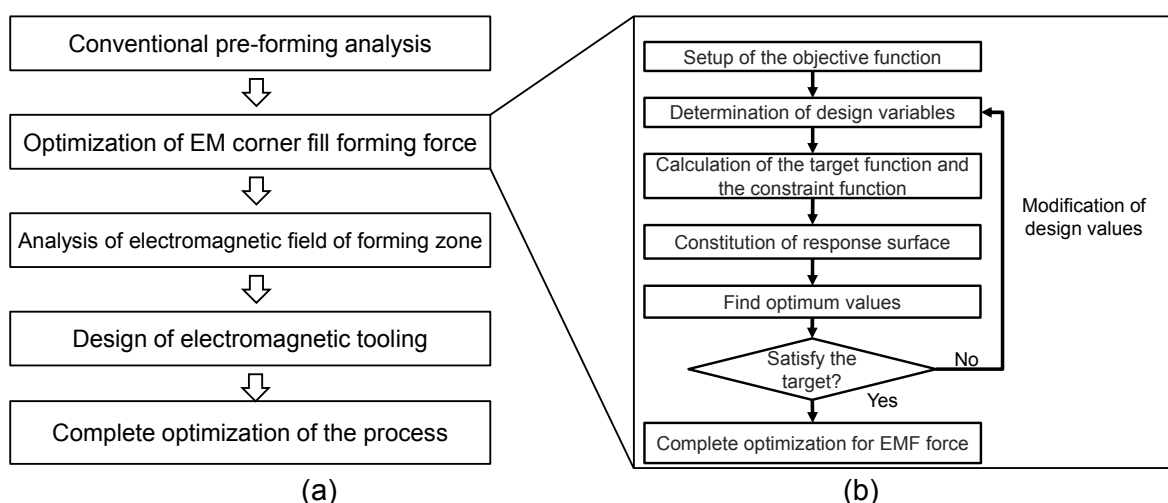 Conventional pre-forming analysis
Optimization of EM corner fill forming force
Analysis of electromagnetic field of forming zone
Design of electromagnetic tooling
Complete optimization of the process
(a)
Setup of the objective function
Determination of design variables
Calculation of the target function and
the constraint function
Constitution of response surface
Find optimum values
Satisfy the
target?
No
Yes
Modification of
design values
Complete optimization for EMF force
(b)